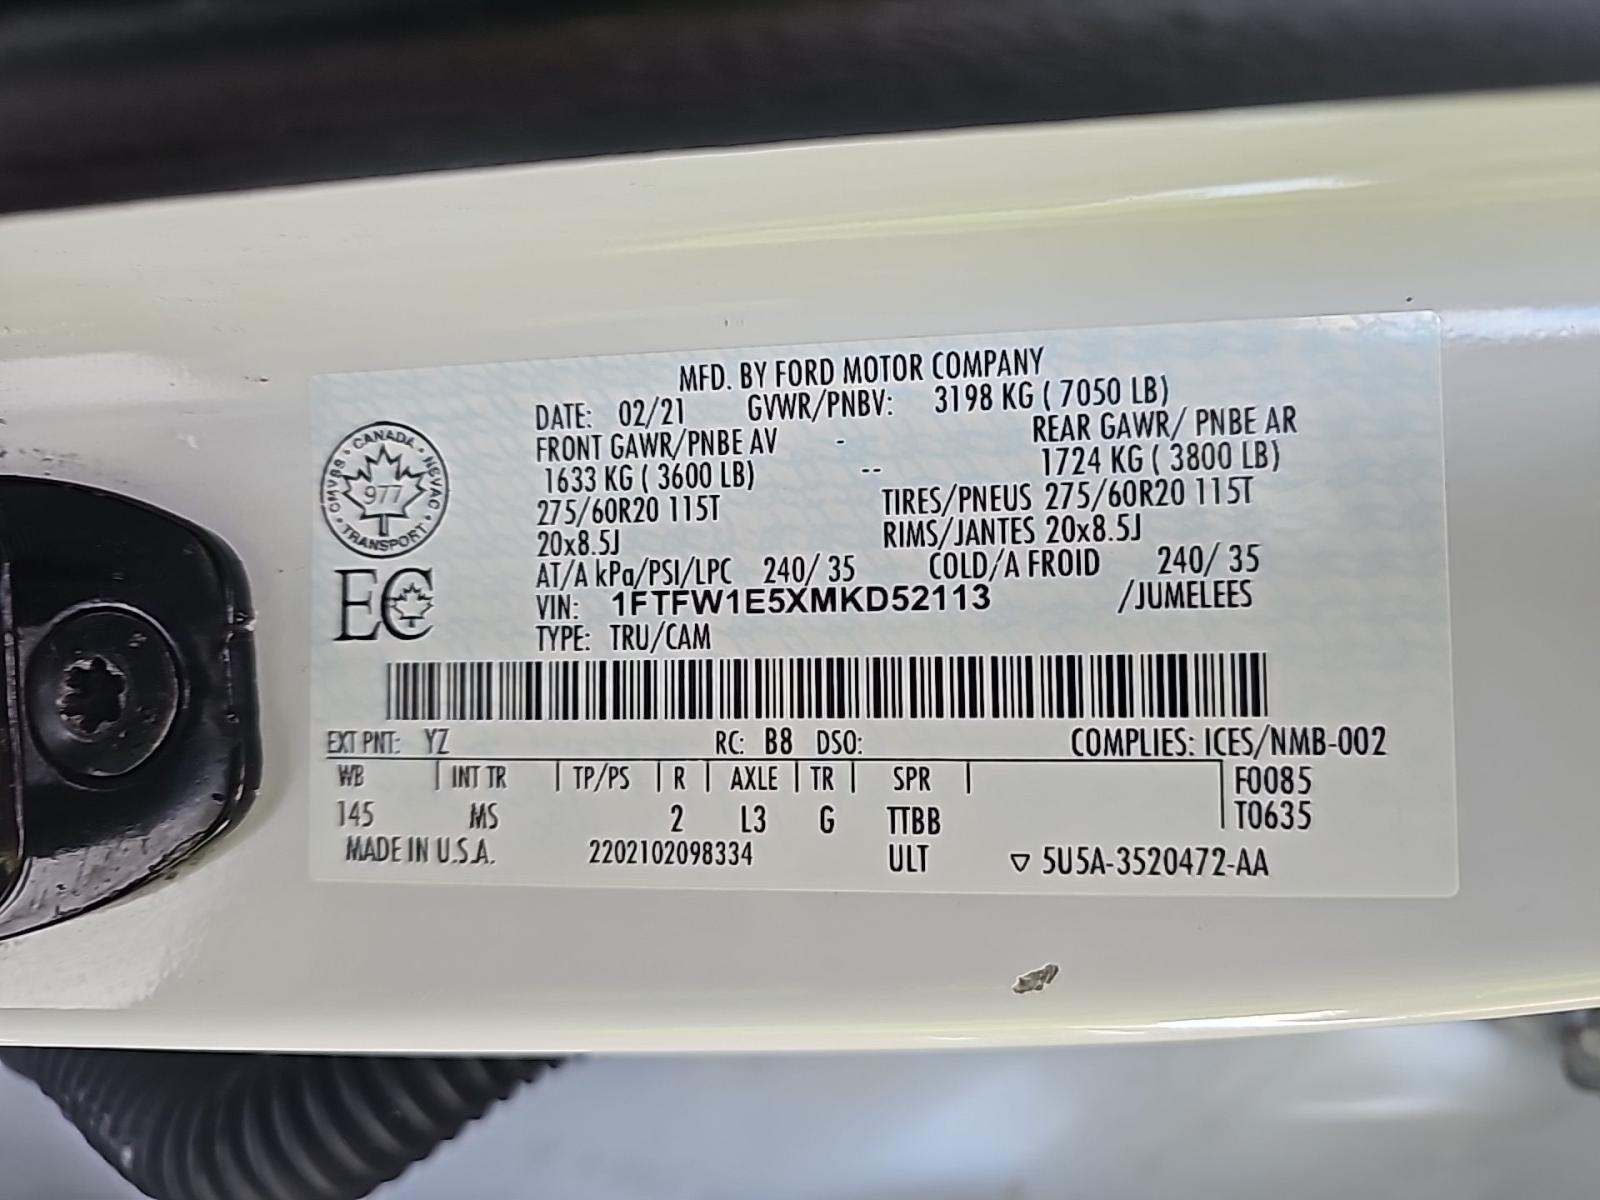 MFD. BY FORD MOTOR COMPANY
DATE: 02/21 GVWR/PNBV: 3198 KG ( 7050 LB)
FRONT GAWR/PNBE AV - REAR GAWR/ PNBE AR
1633 KG ( 3600 LB) -- 1724 KG ( 3800 LB)
275/60R20 115T TIRES/PNEUS 275/60R20 115T
20x8.5J RIMS/JANTES 20x8.5J
AT/A kPa/PSI/LPC 240/ 35 COLD/A FROID 240/ 35
VIN: 1FTFW1E5XMKD52113 /JUMELEES
TYPE: TRU/CAM
CANADA
CMVSS NSVAC
977
TRANSPORT
EC
EXT PNT: YZ RC: B8 DSO: COMPLIES: ICES/NMB-002
WB | INT TR | TP/PS | R | AXLE | TR | SPR | F0085
145 MS 2 L3 G TTBB T0635
MADE IN U.S.A. 2202102098334 ULT ▽ 5U5A-3520472-AA